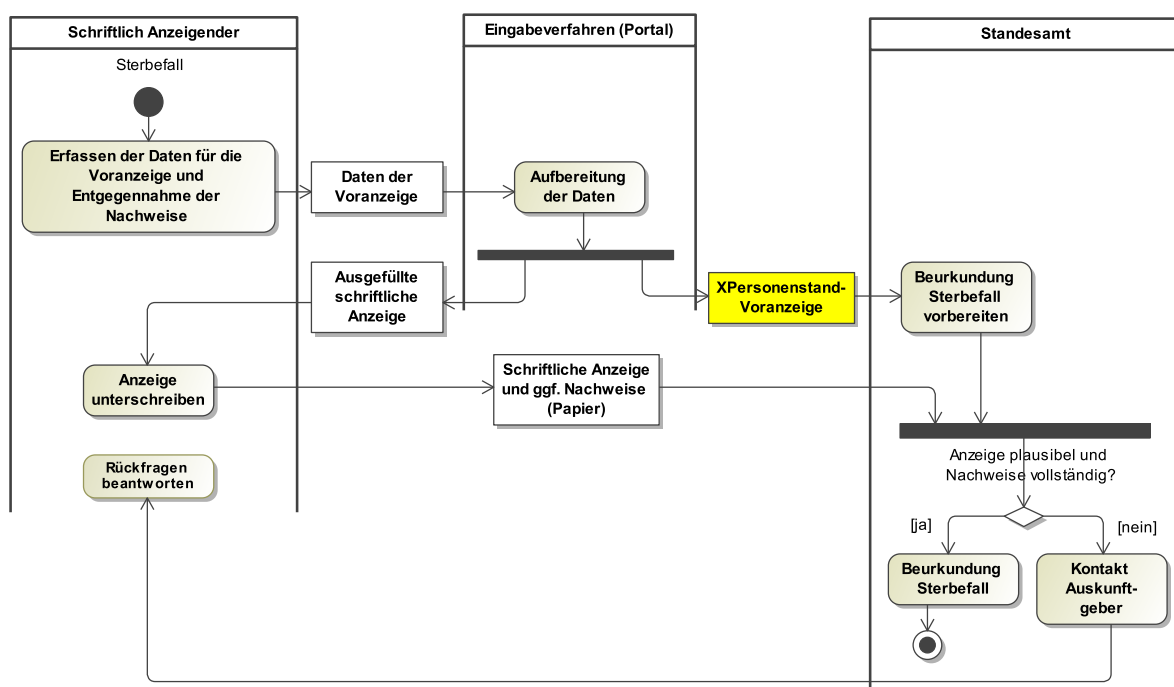 Schriftlich Anzeigender
Eingabeverfahren (Portal)
Standesamt
Sterbefall
Erfassen der Daten für die
Voranzeige und
Entgegennahme der
Nachweise
Daten der
Voranzeige
Aufbereitung
der Daten
Ausgefüllte
schriftliche
Anzeige
XPersonenstand-
Voranzeige
Beurkundung
Sterbefall
vorbereiten
Anzeige
unterschreiben
Schriftliche Anzeige
und ggf. Nachweise
(Papier)
Rückfragen
beantworten
Anzeige plausibel und
Nachweise vollständig?
[ja]
[nein]
Beurkundung
Sterbefall
Kontakt
Auskunft-
geber